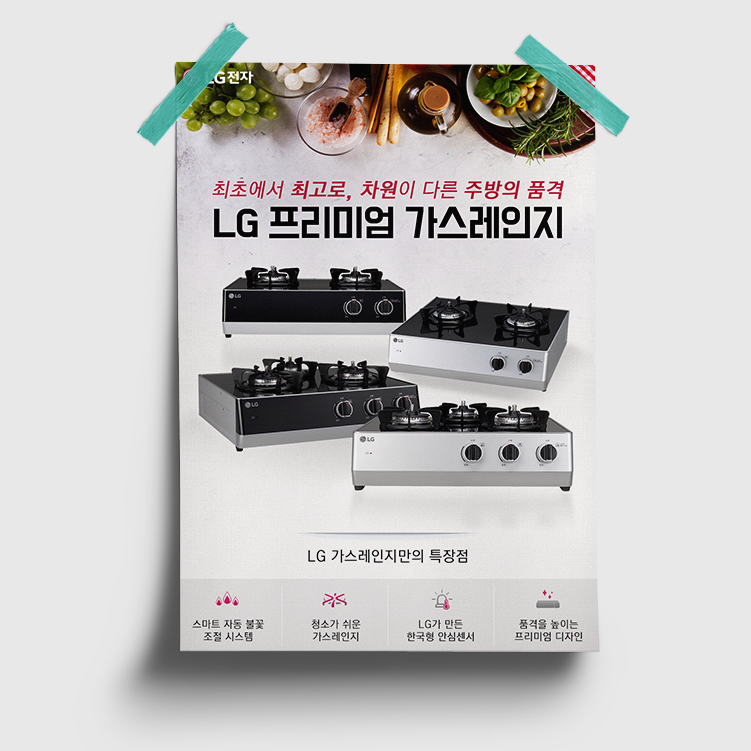 LG전자
최초에서 최고로, 차원이 다른 주방의 품격
LG 프리미엄 가스레인지
LG
LG
LG
LG
LG 가스레인지만의 특장점
스마트 자동 불꽃
조절 시스템
청소가 쉬운
가스레인지
LG가 만든
한국형 안심센서
품격을 높이는
프리미엄 디자인